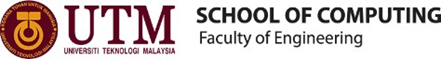 UTM
UNIVERSITI TEKNOLOGI MALAYSIA
SCHOOL OF COMPUTING
Faculty of Engineering